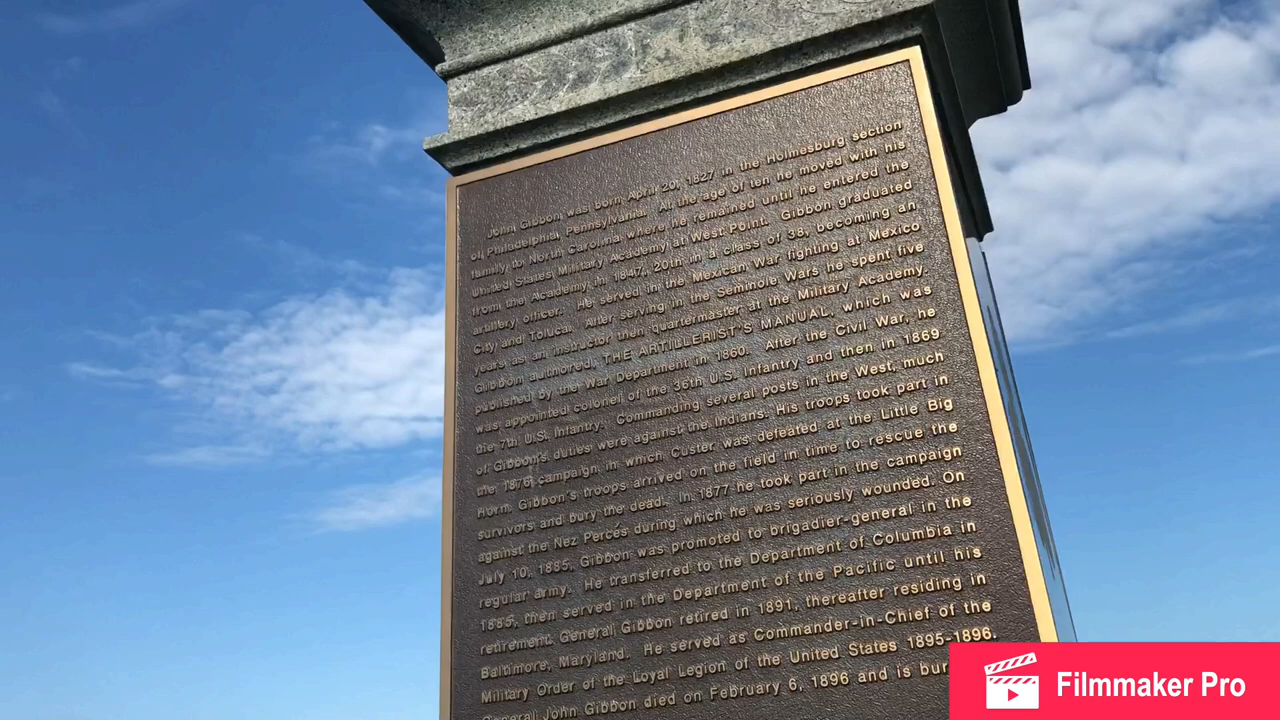 John Gibbon was born April 20, 1827 in the Holmesburg section
of Philadelphia, Pennsylvania. At the age of ten he moved with his
family to North Carolina where he remained until he entered the
United States Military Academy at West Point. Gibbon graduated
from the Academy in 1847, 20th in a class of 38, becoming an
artillery officer. He served in the Mexican War fighting at Mexico
City and Toluca. After serving in the Seminole Wars he spent five
years as an instructor then quartermaster at the Military Academy.
Gibbon authored, THE ARTILLERIST'S MANUAL, which was
published by the War Department in 1860. After the Civil War, he
was appointed colonel of the 36th U.S. Infantry and then in 1869
the 7th U.S. Infantry. Commanding several posts in the West, much
of Gibbon's duties were against the Indians. His troops took part in
the 1876 campaign in which Custer was defeated at the Little Big
Horn. Gibbon's troops arrived on the field in time to rescue the
survivors and bury the dead. In 1877 he took part in the campaign
against the Nez Percés during which he was seriously wounded. On
July 10, 1885, Gibbon was promoted to brigadier-general in the
regular army. He transferred to the Department of Columbia in
1885, then served in the Department of the Pacific until his
retirement. General Gibbon retired in 1891, thereafter residing in
Baltimore, Maryland. He served as Commander-in-Chief of the
Military Order of the Loyal Legion of the United States 1895-1896.
General John Gibbon died on February 6, 1896 and is bur
Filmmaker Pro